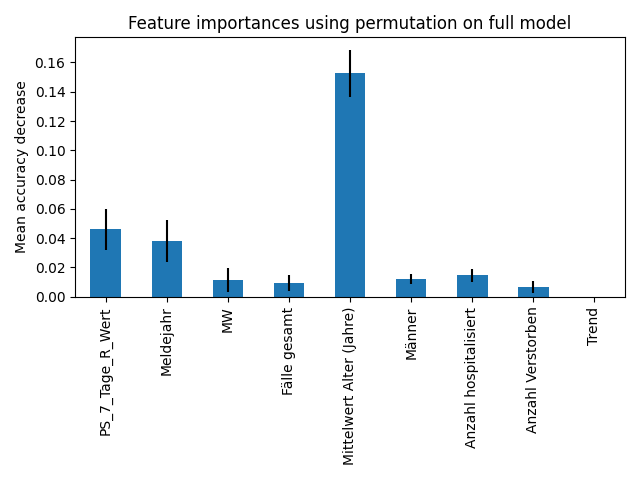 Feature importances using permutation on full model
Mean accuracy decrease
0.16
0.14
0.12
0.10
0.08
0.06
0.04
0.02
0.00
PS_7_Tage_R_Wert
Meldejahr
MW
Fälle gesamt
Mittelwert Alter (Jahre)
Männer
Anzahl hospitalisiert
Anzahl Verstorben
Trend